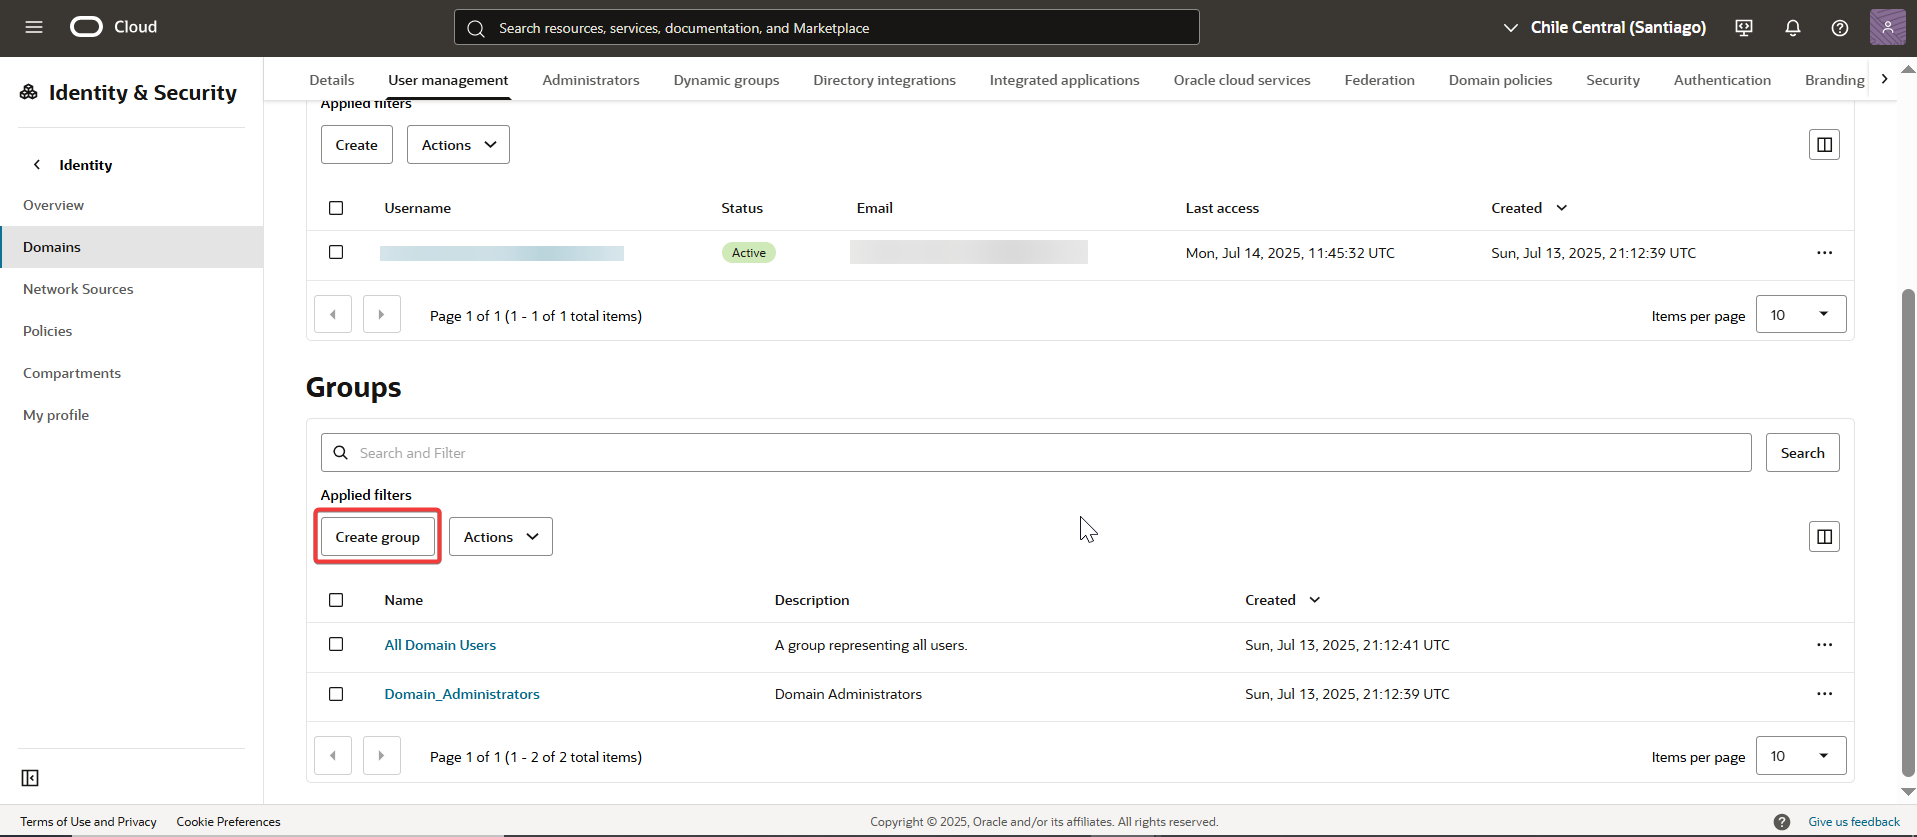 Cloud
Search resources, services, documentation, and Marketplace
Chile Central (Santiago)
Identity & Security
Identity
Overview
Domains
Network Sources
Policies
Compartments
My profile
Details User management Administrators Dynamic groups Directory integrations Integrated applications Oracle cloud services Federation Domain policies Security Authentication Branding
Applied filters
Create Actions
Username Status Email Last access Created
Active Mon, Jul 14, 2025, 11:45:32 UTC Sun, Jul 13, 2025, 21:12:39 UTC
Page 1 of 1 (1 - 1 of 1 total items) Items per page 10
Groups
Search and Filter Search
Applied filters
Create group Actions
Name Description Created
All Domain Users A group representing all users. Sun, Jul 13, 2025, 21:12:41 UTC
Domain_Administrators Domain Administrators Sun, Jul 13, 2025, 21:12:39 UTC
Page 1 of 1 (1 - 2 of 2 total items) Items per page 10
Terms of Use and Privacy Cookie Preferences Copyright © 2025, Oracle and/or its affiliates. All rights reserved. Give us feedback